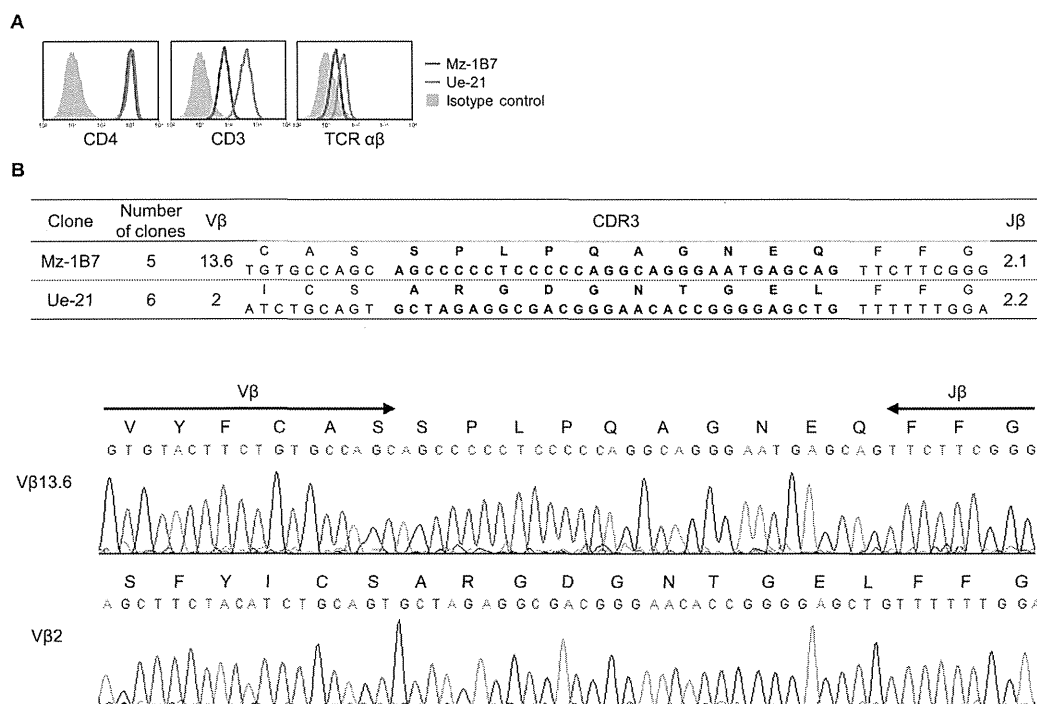 A
Mz-1B7
Ue-21
Isotype control
CD4
CD3
TCR αβ
B
Clone
Number of clones
Vβ
CDR3
Jβ
C A S S P L P Q A G N E Q F F G
Mz-1B7 5 13.6 2.1
TGTGCCAGC AGCCCCCTCCCCCAGGCAGGGAATGAGCAG TTCTTCGGG
I C S A R G D G N T G E L F F G
Ue-21 6 2 2.2
ATCTGCAGT GCTAGAGGCGACGGGAACACCGGGGAGCTG TTTTTTGGA
Vβ Jβ
V Y F C A S S P L P Q A G N E Q F F G
GTGTACTTCTGTGCCAGCAGCCCCCTCCCCCAGGCAGGGAATGAGCAGTTCTTCGGG
Vβ13.6
S F Y I C S A R G D G N T G E L F F G
AGCTTCTACATCTGCAGTGCTAGAGGCGACGGGAACACCGGGGAGCTGTTTTTTGGA
Vβ2